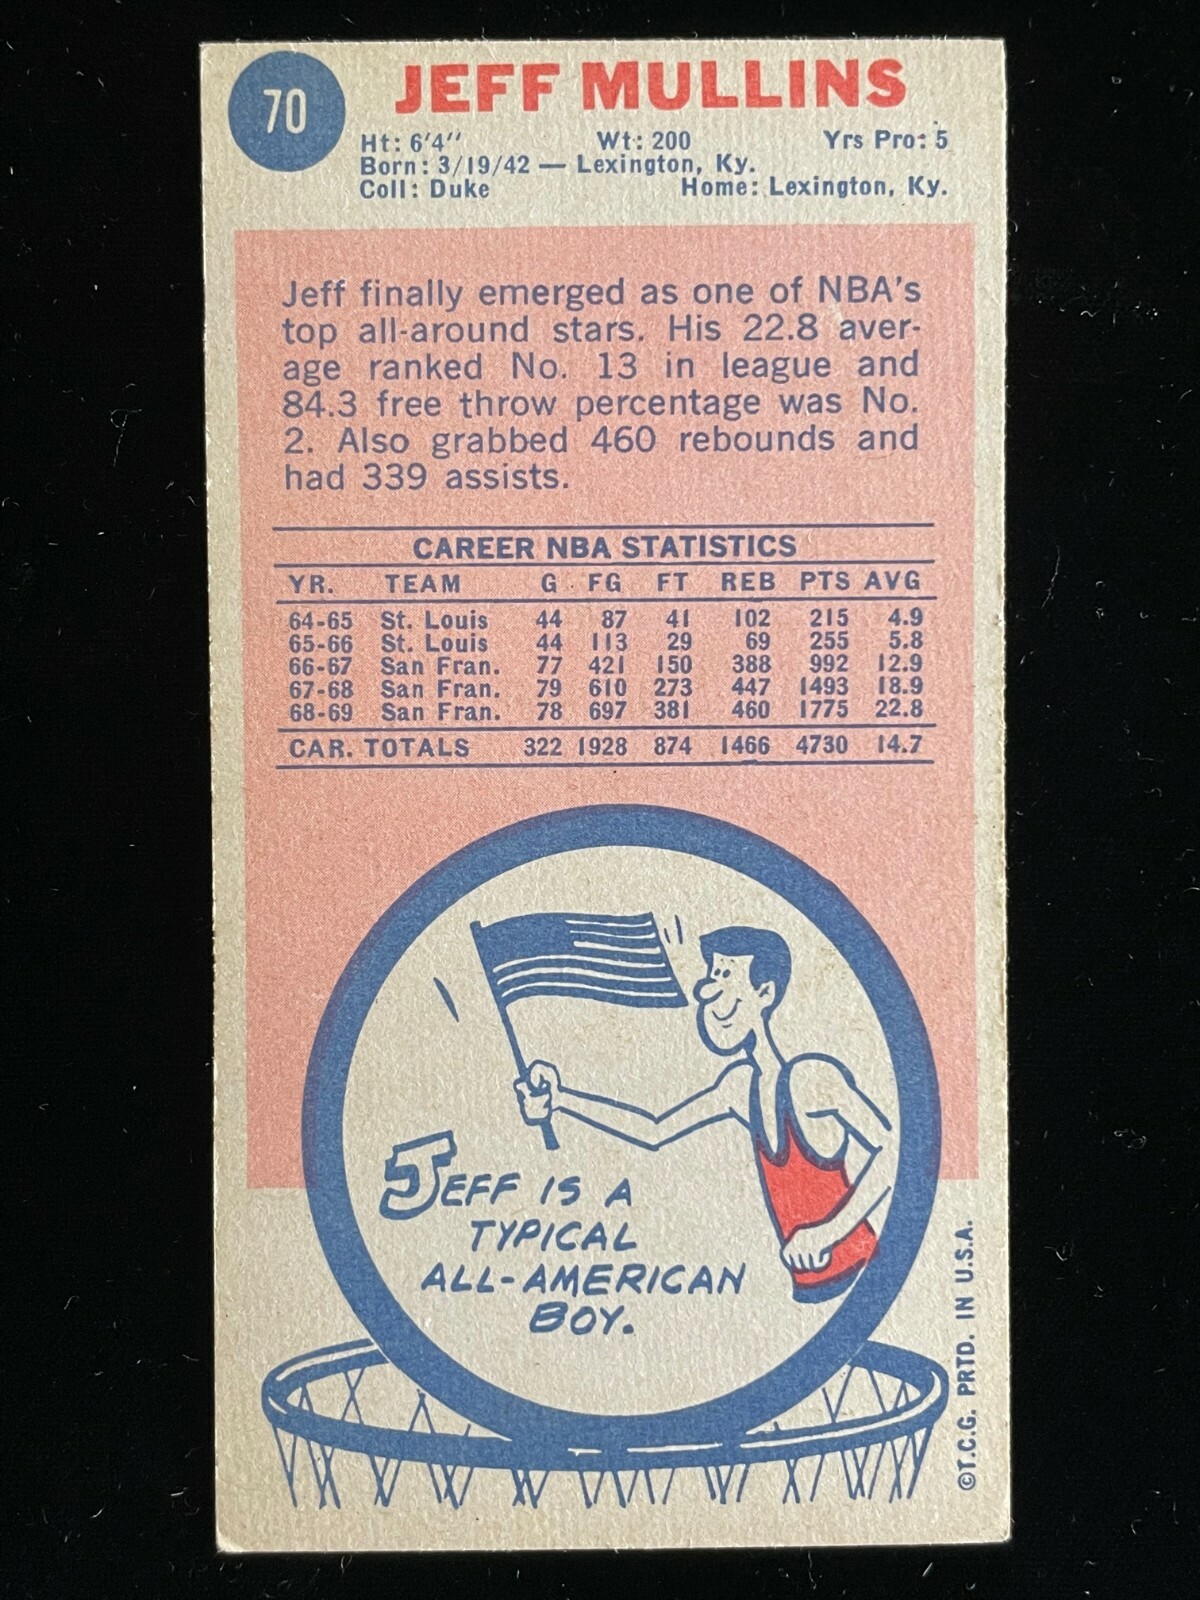 70
JEFF MULLINS
Ht: 6'4" Wt: 200 Yrs Pro: 5
Born: 3/19/42 — Lexington, Ky.
Coll: Duke Home: Lexington, Ky.
Jeff finally emerged as one of NBA's
top all-around stars. His 22.8 aver-
age ranked No. 13 in league and
84.3 free throw percentage was No.
2. Also grabbed 460 rebounds and
had 339 assists.
CAREER NBA STATISTICS
YR. TEAM G FG FT REB PTS AVG
64-65 St. Louis 44 87 41 102 215 4.9
65-66 St. Louis 44 113 29 69 255 5.8
66-67 San Fran. 77 421 150 388 992 12.9
67-68 San Fran. 79 610 273 447 1493 18.9
68-69 San Fran. 78 697 381 460 1775 22.8
CAR. TOTALS 322 1928 874 1466 4730 14.7
JEFF IS A
TYPICAL
ALL-AMERICAN
BOY.
©T.C.G. PRTD. IN U.S.A.